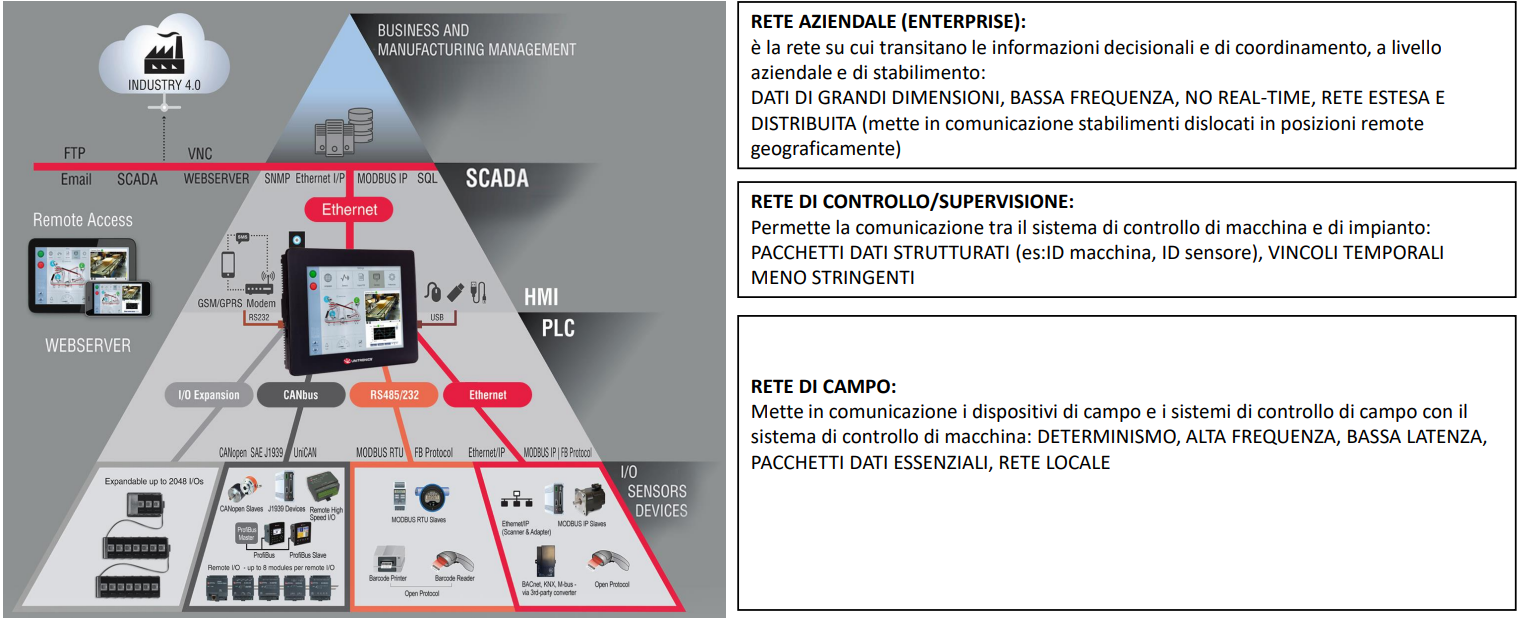 BUSINESS AND
MANUFACTURING MANAGEMENT
INDUSTRY 4.0
FTP
VNC
Email
SCADA
WEBSERVER
SNMP
Ethernet I/P
MODBUS IP
SQL
SCADA
Ethernet
Remote Access
SMS
GSM/GPRS Modem
RS232
USB
HMI
PLC
WEBSERVER
UNITRONICS
I/O Expansion
CANbus
RS485/232
Ethernet
CANopen SAE J1939
UniCAN
MODBUS RTU
FB Protocol
Ethernet/IP
MODBUS IP | FB Protocol
I/O
SENSORS
DEVICES
Expandable up to 2048 I/Os
CANopen Slaves
J1939 Devices
Remote High
Speed I/O
ProfiBus
Master
ProfiBus
ProfiBus Slave
Remote I/O - up to 8 modules per remote I/O
MODBUS RTU Slaves
Barcode Printer
Barcode Reader
Open Protocol
Ethernet/IP
(Scanner & Adapter)
MODBUS IP Slaves
BACnet, KNX, M-bus -
via 3rd-party converter
Open Protocol
RETE AZIENDALE (ENTERPRISE):
è la rete su cui transitano le informazioni decisionali e di coordinamento, a livello
aziendale e di stabilimento:
DATI DI GRANDI DIMENSIONI, BASSA FREQUENZA, NO REAL-TIME, RETE ESTESA E
DISTRIBUITA (mette in comunicazione stabilimenti dislocati in posizioni remote
geograficamente)
RETE DI CONTROLLO/SUPERVISIONE:
Permette la comunicazione tra il sistema di controllo di macchina e di impianto:
PACCHETTI DATI STRUTTURATI (es:ID macchina, ID sensore), VINCOLI TEMPORALI
MENO STRINGENTI
RETE DI CAMPO:
Mette in comunicazione i dispositivi di campo e i sistemi di controllo di campo con il
sistema di controllo di macchina: DETERMINISMO, ALTA FREQUENZA, BASSA LATENZA,
PACCHETTI DATI ESSENZIALI, RETE LOCALE